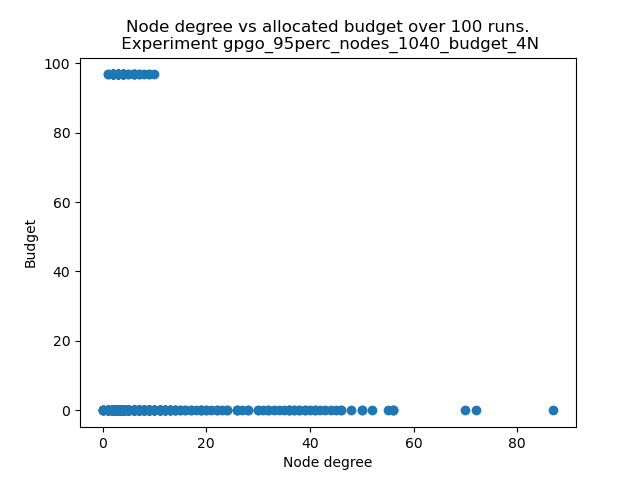 Node degree vs allocated budget over 100 runs.
Experiment gpgo_95perc_nodes_1040_budget_4N
100
80
60
40
20
0
Budget
0 20 40 60 80
Node degree